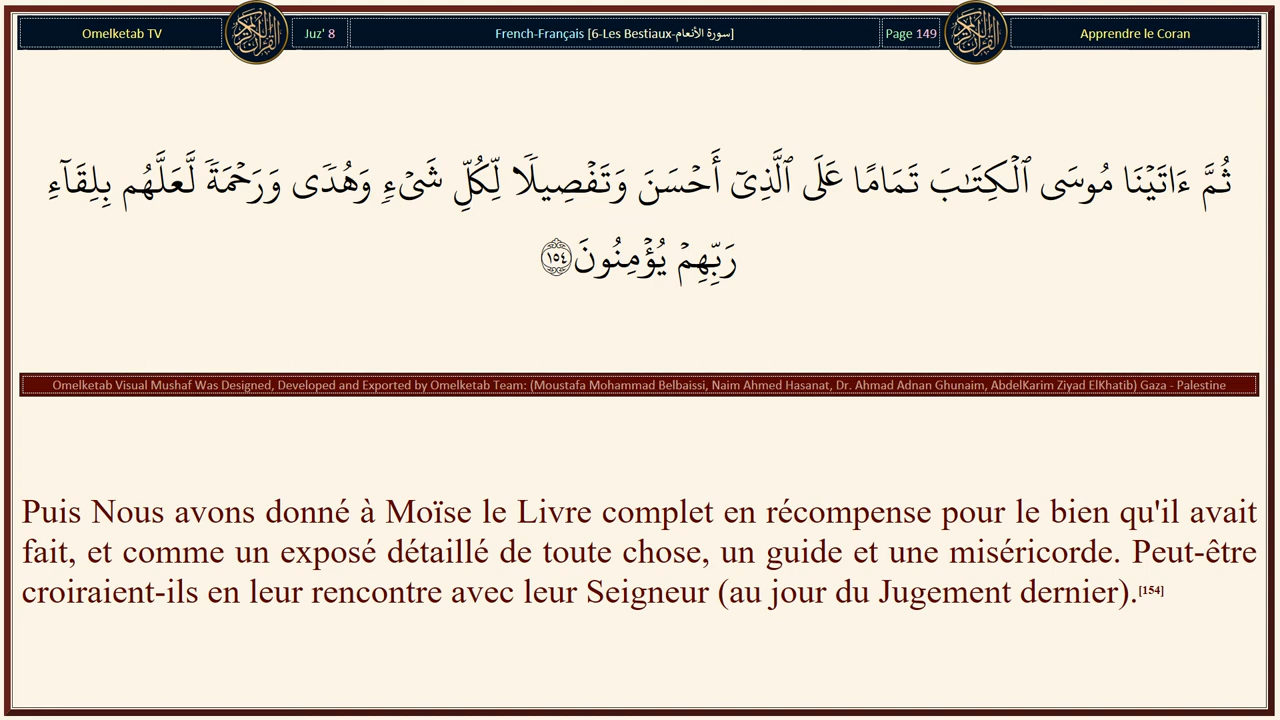 Omelketab TV
Juz' 8
French-Français [6-Les Bestiaux-سورة الأنعام]
Page 149
Apprendre le Coran
ثُمَّ ءَاتَيْنَا مُوسَى ٱلْكِتَـٰبَ تَمَامًا عَلَى ٱلَّذِىٓ أَحْسَنَ وَتَفْصِيلًا لِّكُلِّ شَىْءٍ وَهُدًى وَرَحْمَةً لَّعَلَّهُم بِلِقَآءِ
رَبِّهِمْ يُؤْمِنُونَ ١٥٤
Omelketab Visual Mushaf Was Designed, Developed and Exported by Omelketab Team: (Moustafa Mohammad Belbaissi, Naim Ahmed Hasanat, Dr. Ahmad Adnan Ghunaim, AbdelKarim Ziyad ElKhatib) Gaza - Palestine
Puis Nous avons donné à Moïse le Livre complet en récompense pour le bien qu'il avait
fait, et comme un exposé détaillé de toute chose, un guide et une miséricorde. Peut-être
croiraient-ils en leur rencontre avec leur Seigneur (au jour du Jugement dernier).[154]